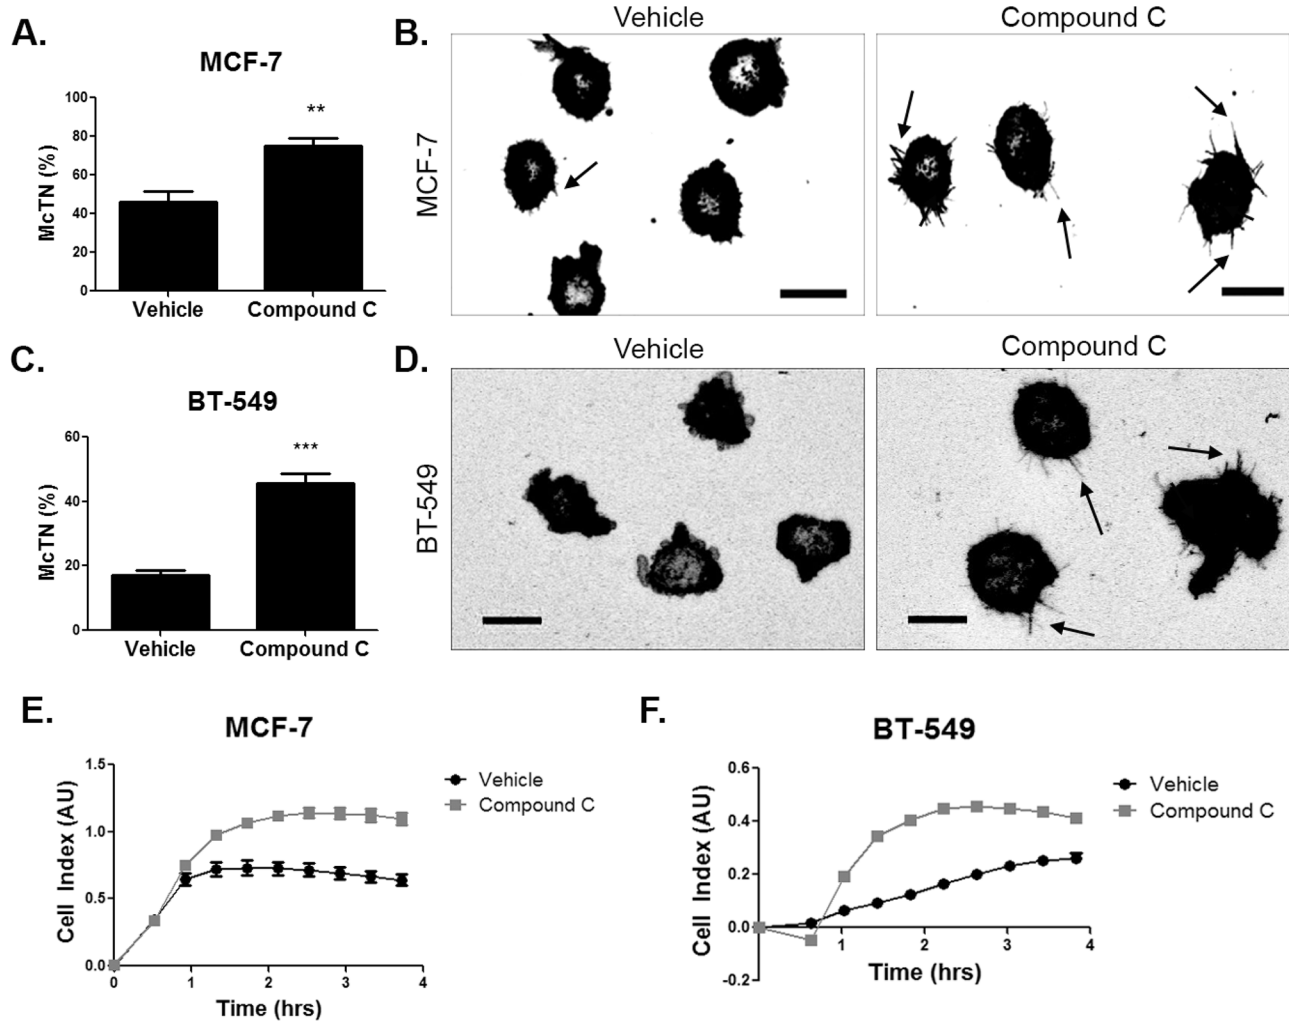 A.
MCF-7
McTN (%)
100
80
60
40
20
0
**
Vehicle
Compound C
B.
Vehicle
Compound C
MCF-7
C.
BT-549
McTN (%)
60
40
20
0
***
Vehicle
Compound C
D.
Vehicle
Compound C
BT-549
E.
MCF-7
Cell Index (AU)
1.5
1.0
0.5
0.0
0 1 2 3 4
Time (hrs)
Vehicle
Compound C
F.
BT-549
Cell Index (AU)
0.6
0.4
0.2
0.0
-0.2
1 2 3 4
Time (hrs)
Vehicle
Compound C